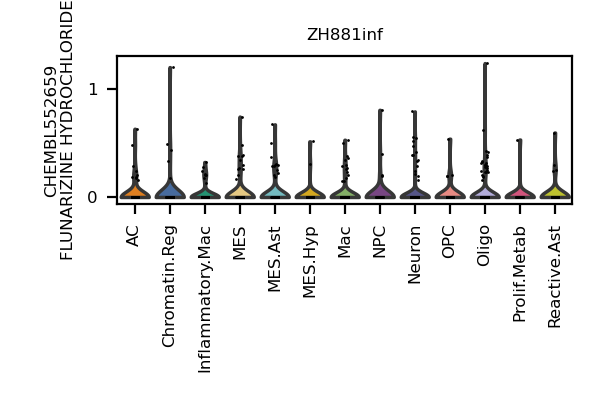 ZH881inf
CHEMBL552659
FLUNARIZINE HYDROCHLORIDE
1
0
AC
Chromatin.Reg
Inflammatory.Mac
MES
MES.Ast
MES.Hyp
Mac
NPC
Neuron
OPC
Oligo
Prolif.Metab
Reactive.Ast